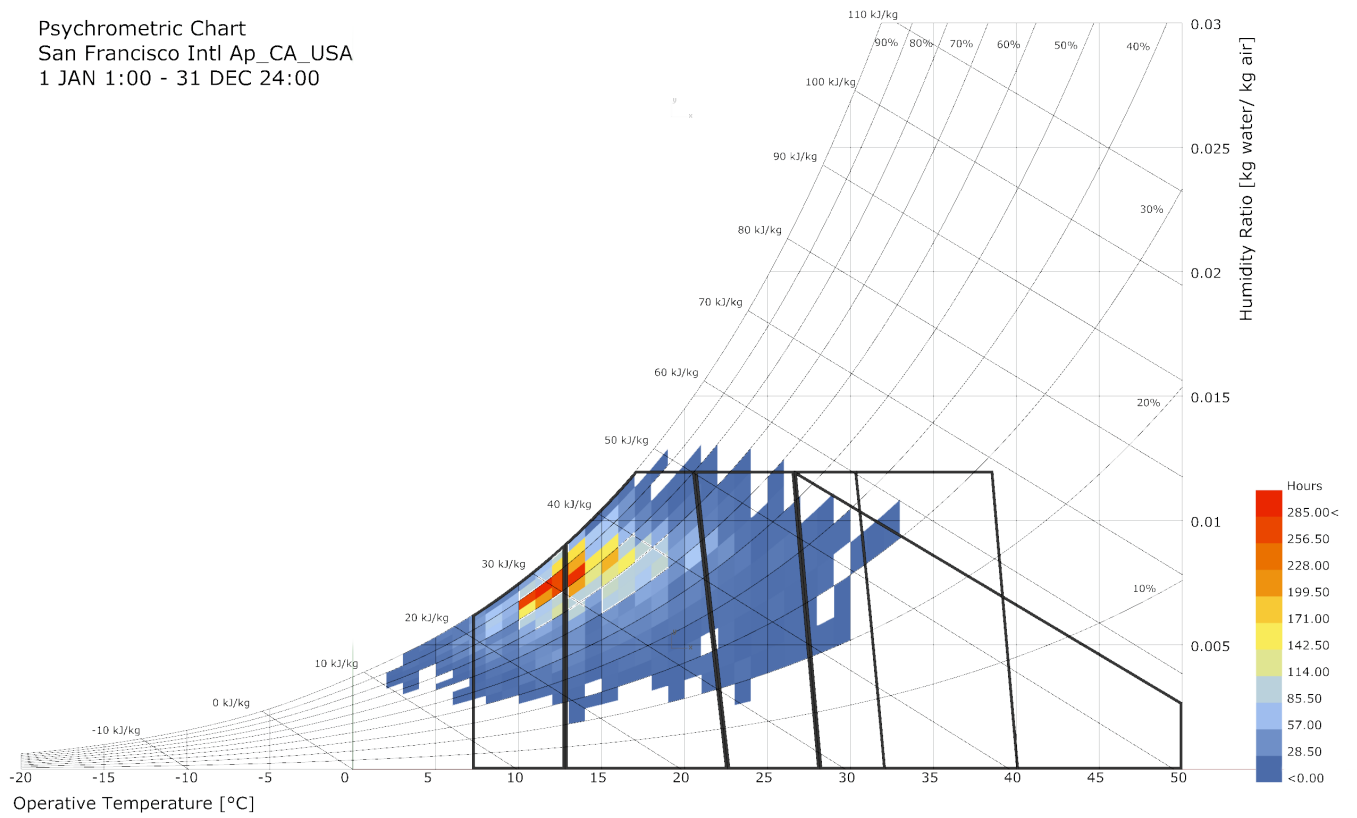 Psychrometric Chart
San Francisco Intl Ap_CA_USA
1 JAN 1:00 - 31 DEC 24:00
110 kJ/kg
100 kJ/kg
90 kJ/kg
80 kJ/kg
70 kJ/kg
60 kJ/kg
50 kJ/kg
40 kJ/kg
30 kJ/kg
20 kJ/kg
10 kJ/kg
0 kJ/kg
-10 kJ/kg
90%
80%
70%
60%
50%
40%
30%
20%
10%
y
x
0.03
0.025
0.02
0.015
0.01
0.005
Humidity Ratio [kg water/ kg air]
-20
-15
-10
-5
0
5
10
15
20
25
30
35
40
45
50
Operative Temperature [°C]
Hours
285.00<
256.50
228.00
199.50
171.00
142.50
114.00
85.50
57.00
28.50
<0.00